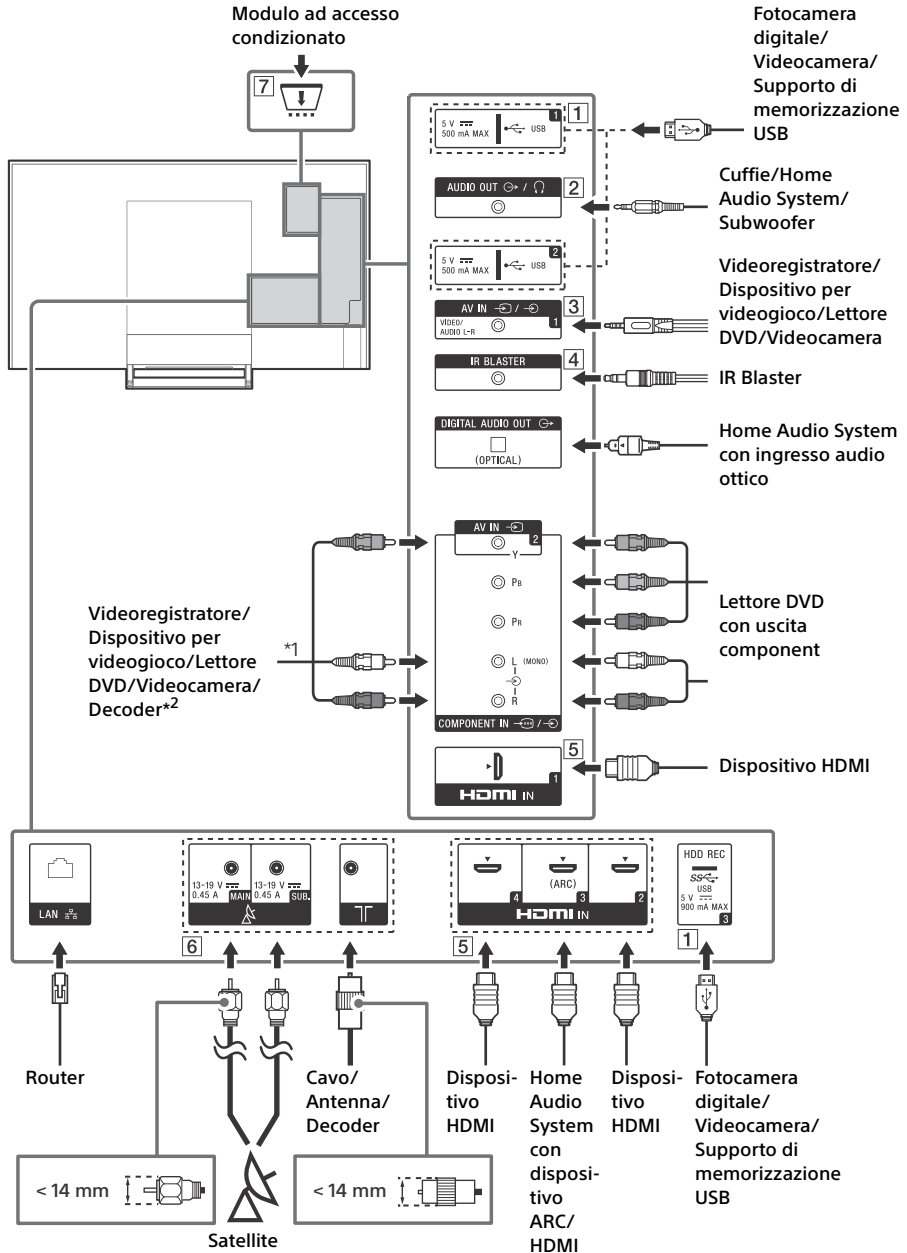 Modulo ad accesso
condizionato
7
Fotocamera
digitale/
Videocamera/
Supporto di
memorizzazione
USB
5 V
500 mA MAX
USB
1
1
AUDIO OUT /
2
Cuffie/Home
Audio System/
Subwoofer
5 V
500 mA MAX
USB
2
AV IN /
VIDEO/
AUDIO L-R
1
3
Videoregistratore/
Dispositivo per
videogioco/Lettore
DVD/Videocamera
IR BLASTER
4
IR Blaster
DIGITAL AUDIO OUT
(OPTICAL)
Home Audio System
con ingresso audio
ottico
AV IN
2
Y
PB
PR
L (MONO)
R
COMPONENT IN /
Videoregistratore/
Dispositivo per
videogioco/Lettore
DVD/Videocamera/
Decoder*2
*1
Lettore DVD
con uscita
component
5
1
HDMI IN
Dispositivo HDMI
LAN
13-19 V
0.45 A
MAIN
13-19 V
0.45 A
SUB.
6
4
(ARC)
3
2
HDMI IN
5
HDD REC
SS
USB
5 V
900 mA MAX
3
1
Router
Cavo/
Antenna/
Decoder
Disposi-
tivo
HDMI
Home
Audio
System
con
disposi-
tivo
ARC/
HDMI
Disposi-
tivo
HDMI
Fotocamera
digitale/
Videocamera/
Supporto di
memorizzazione
USB
< 14 mm
Satellite
< 14 mm